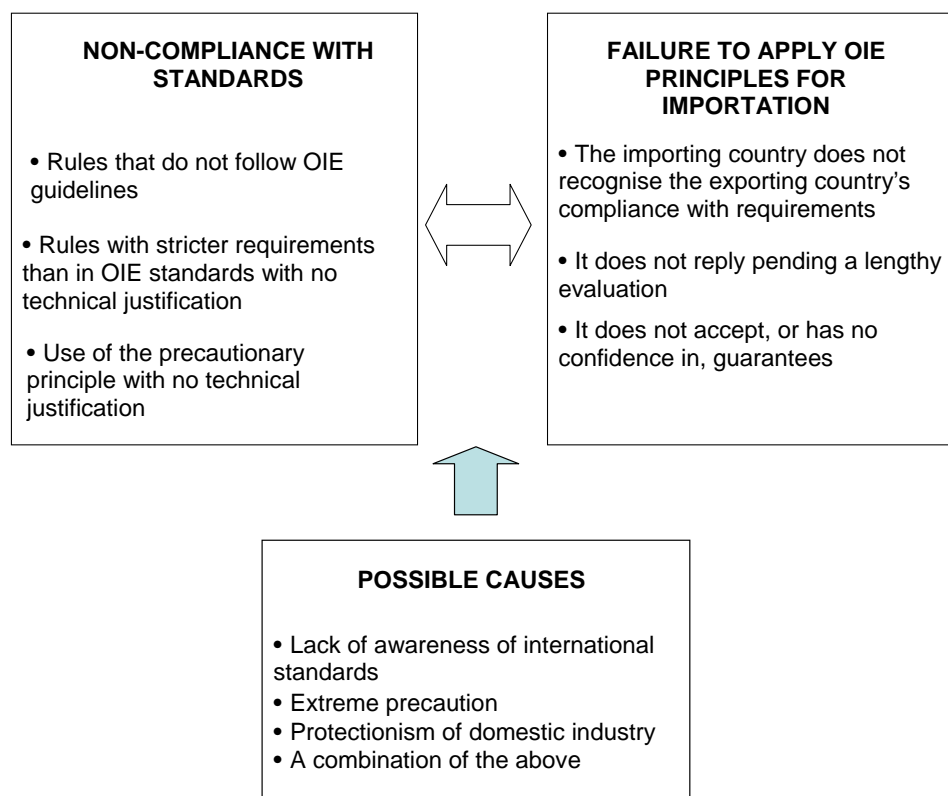 NON-COMPLIANCE WITH
STANDARDS
• Rules that do not follow OIE
guidelines
• Rules with stricter requirements
than in OIE standards with no
technical justification
• Use of the precautionary
principle with no technical
justification
FAILURE TO APPLY OIE
PRINCIPLES FOR
IMPORTATION
• The importing country does not
recognise the exporting country's
compliance with requirements
• It does not reply pending a lengthy
evaluation
• It does not accept, or has no
confidence in, guarantees
POSSIBLE CAUSES
• Lack of awareness of international
standards
• Extreme precaution
• Protectionism of domestic industry
• A combination of the above